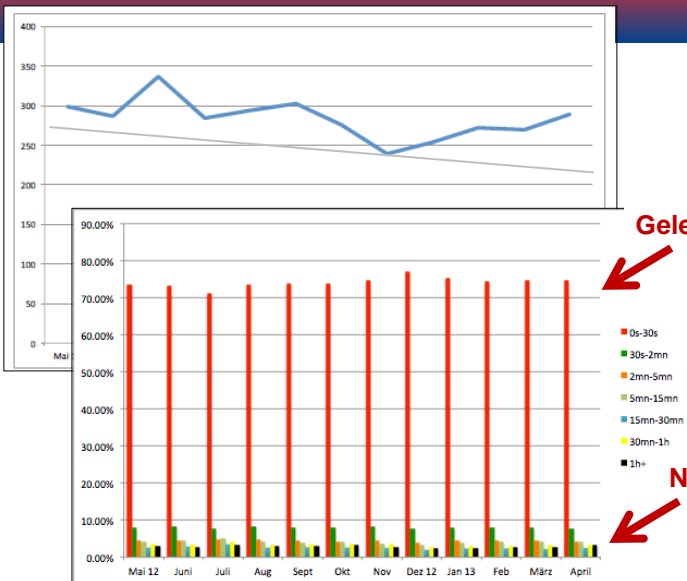 400
350
300
250
200
150
100
50
0
Mai
90.00%
80.00%
70.00%
60.00%
50.00%
40.00%
30.00%
20.00%
10.00%
0.00%
Mai 12 Juni Juli Aug Sept Okt Nov Dez 12 Jan 13 Feb März April
Gele
0s-30s
30s-2mn
2mn-5mn
5mn-15mn
15mn-30mn
30mn-1h
1h+
N